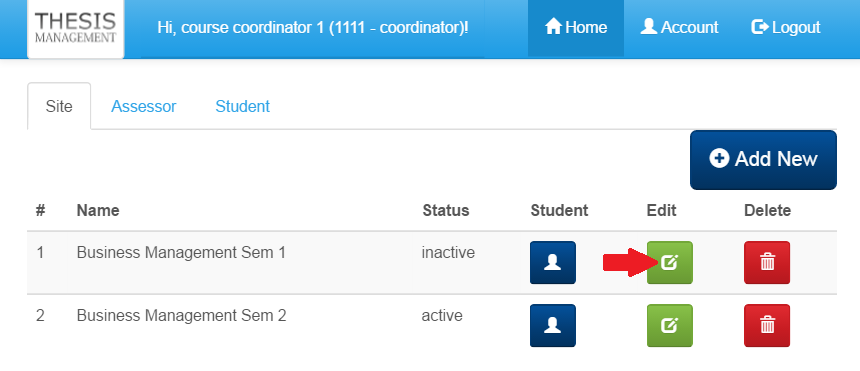 THESIS
MANAGEMENT
Hi, course coordinator 1 (1111 - coordinator)!
Home
Account
Logout
Site
Assessor
Student
Add New
# Name Status Student Edit Delete
1 Business Management Sem 1 inactive
2 Business Management Sem 2 active